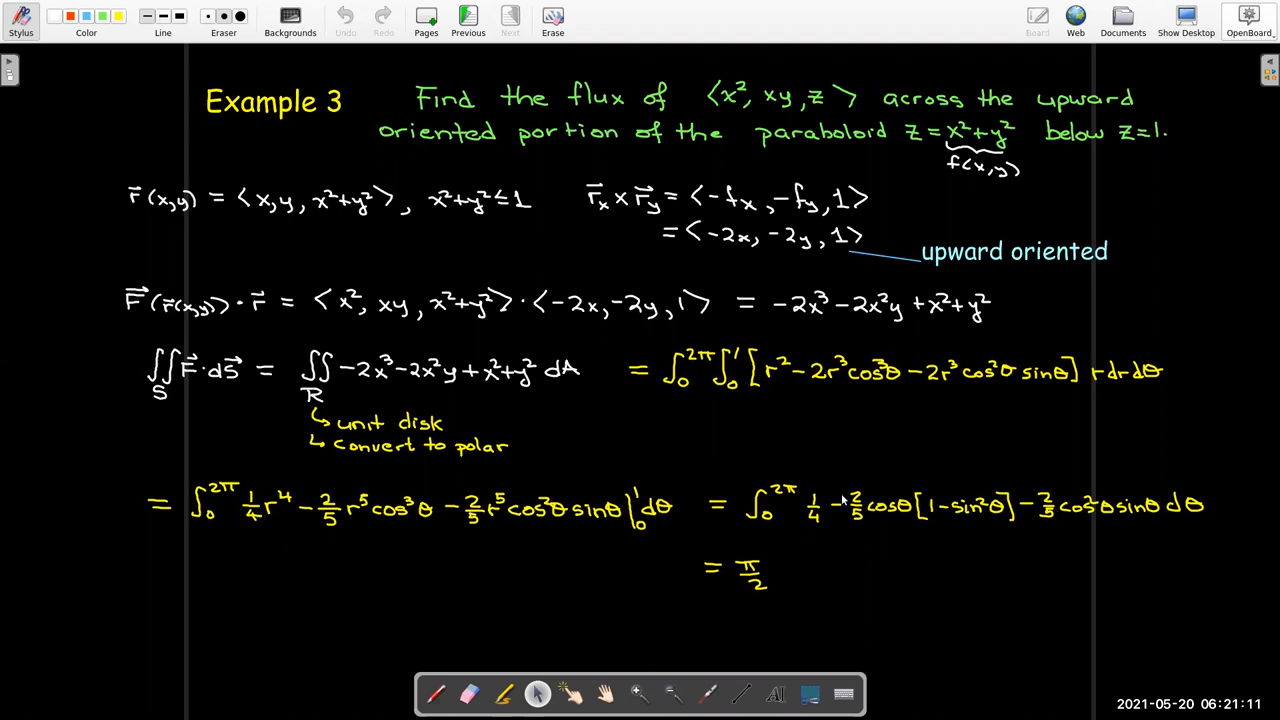 Stylus Color Line Eraser Backgrounds Undo Redo Pages Previous Next Erase Board Web Documents Show Desktop OpenBoard
Example 3 Find the flux of ⟨x², xy, z⟩ across the upward
oriented portion of the paraboloid z = x²+y² below z=1.
f(x,y)
r⃗(x,y) = ⟨x, y, x²+y²⟩, x²+y² ≤ 1 r⃗ₓ × r⃗ᵧ = ⟨-fₓ, -fᵧ, 1⟩
= ⟨-2x, -2y, 1⟩
upward oriented
F⃗(r⃗(x,y)) · r⃗ = ⟨x², xy, x²+y²⟩ · ⟨-2x, -2y, 1⟩ = -2x³ - 2x²y + x² + y²
∬_S F⃗ · dS⃗ = ∬_R -2x³ - 2x²y + x² + y² dA = ∫₀^2π ∫₀^1 [r² - 2r³cos³θ - 2r³cos²θ sinθ] r dr dθ
↳ unit disk
↳ convert to polar
= ∫₀^2π 1/4 r⁴ - 2/5 r⁵cos³θ - 2/5 r⁵cos²θ sinθ |₀^1 dθ = ∫₀^2π 1/4 - 2/5 cosθ [1 - sin²θ] - 2/5 cos²θ sinθ dθ
= π/2
AI
2021-05-20 06:21:11